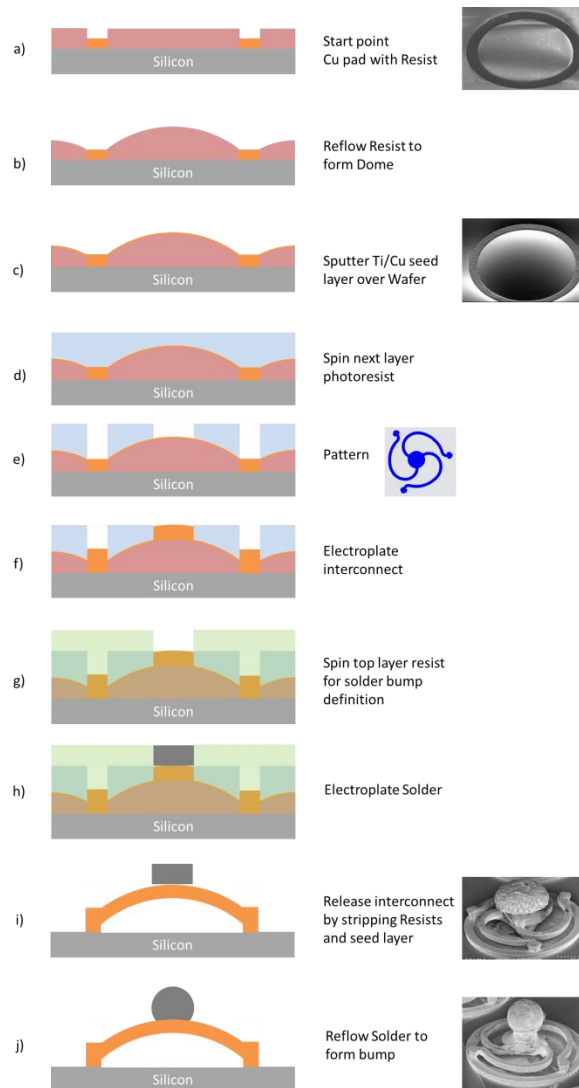 a)
Silicon
Start point
Cu pad with Resist
b)
Silicon
Reflow Resist to
form Dome
c)
Silicon
Sputter Ti/Cu seed
layer over Wafer
d)
Silicon
Spin next layer
photoresist
e)
Silicon
Pattern
f)
Silicon
Electroplate
interconnect
g)
Silicon
Spin top layer resist
for solder bump
definition
h)
Silicon
Electroplate Solder
i)
Silicon
Release interconnect
by stripping Resists
and seed layer
j)
Silicon
Reflow Solder to
form bump